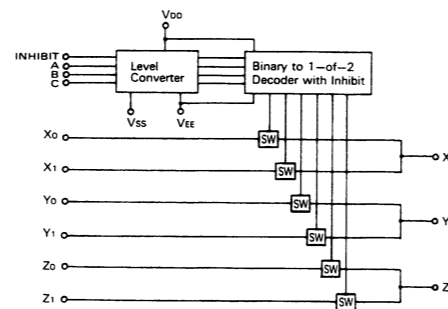 VDD
INHIBIT
A
B
C
Level
Converter
Binary to 1-of-2
Decoder with Inhibit
VSS
VEE
X0
SW
X
X1
SW
Y0
SW
Y
Y1
SW
Z0
SW
Z
Z1
SW